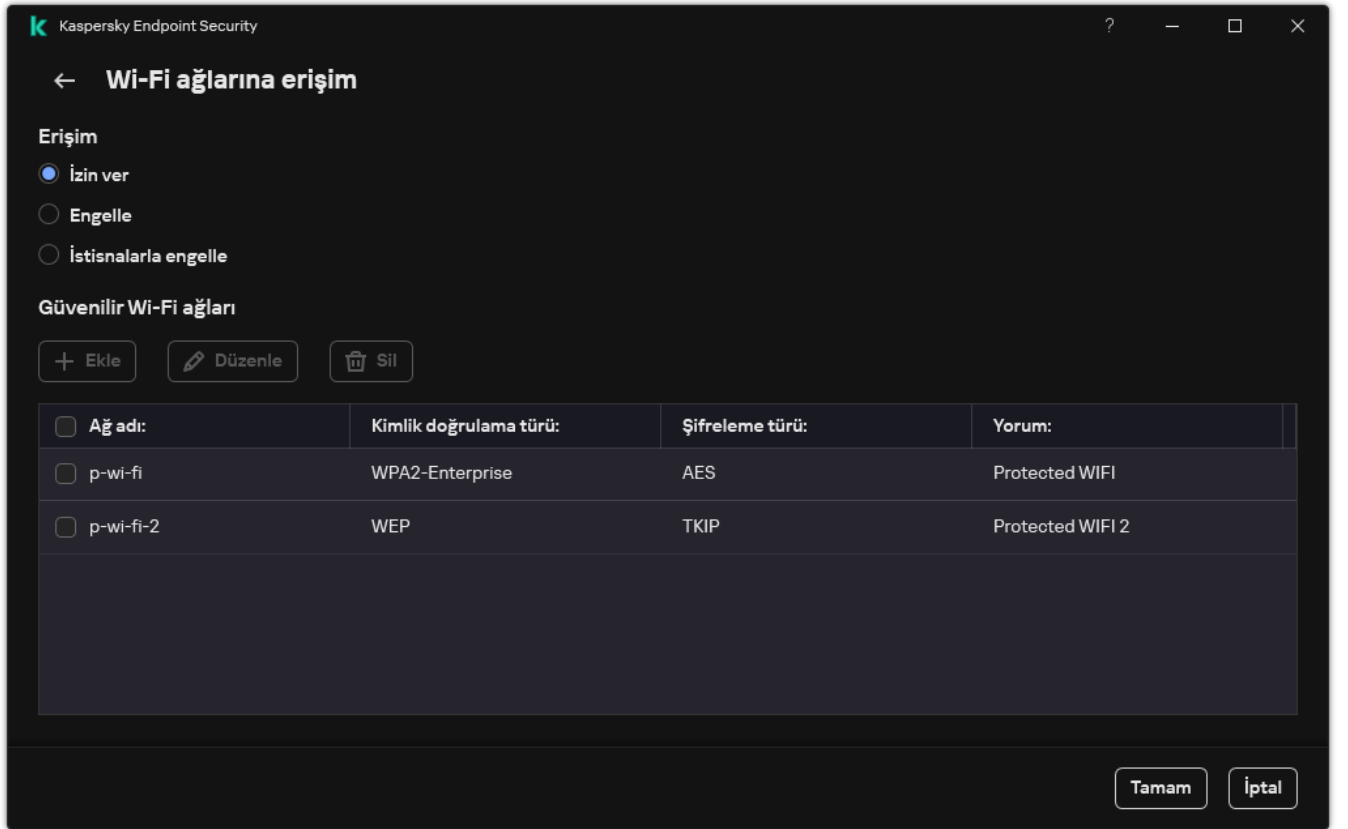 Kaspersky Endpoint Security ?
← Wi-Fi ağlarına erişim
Erişim
İzin ver
Engelle
İstisnalarla engelle
Güvenilir Wi-Fi ağları
+ Ekle Düzenle Sil
Ağ adı: Kimlik doğrulama türü: Şifreleme türü: Yorum:
p-wi-fi WPA2-Enterprise AES Protected WIFI
p-wi-fi-2 WEP TKIP Protected WIFI 2
Tamam İptal